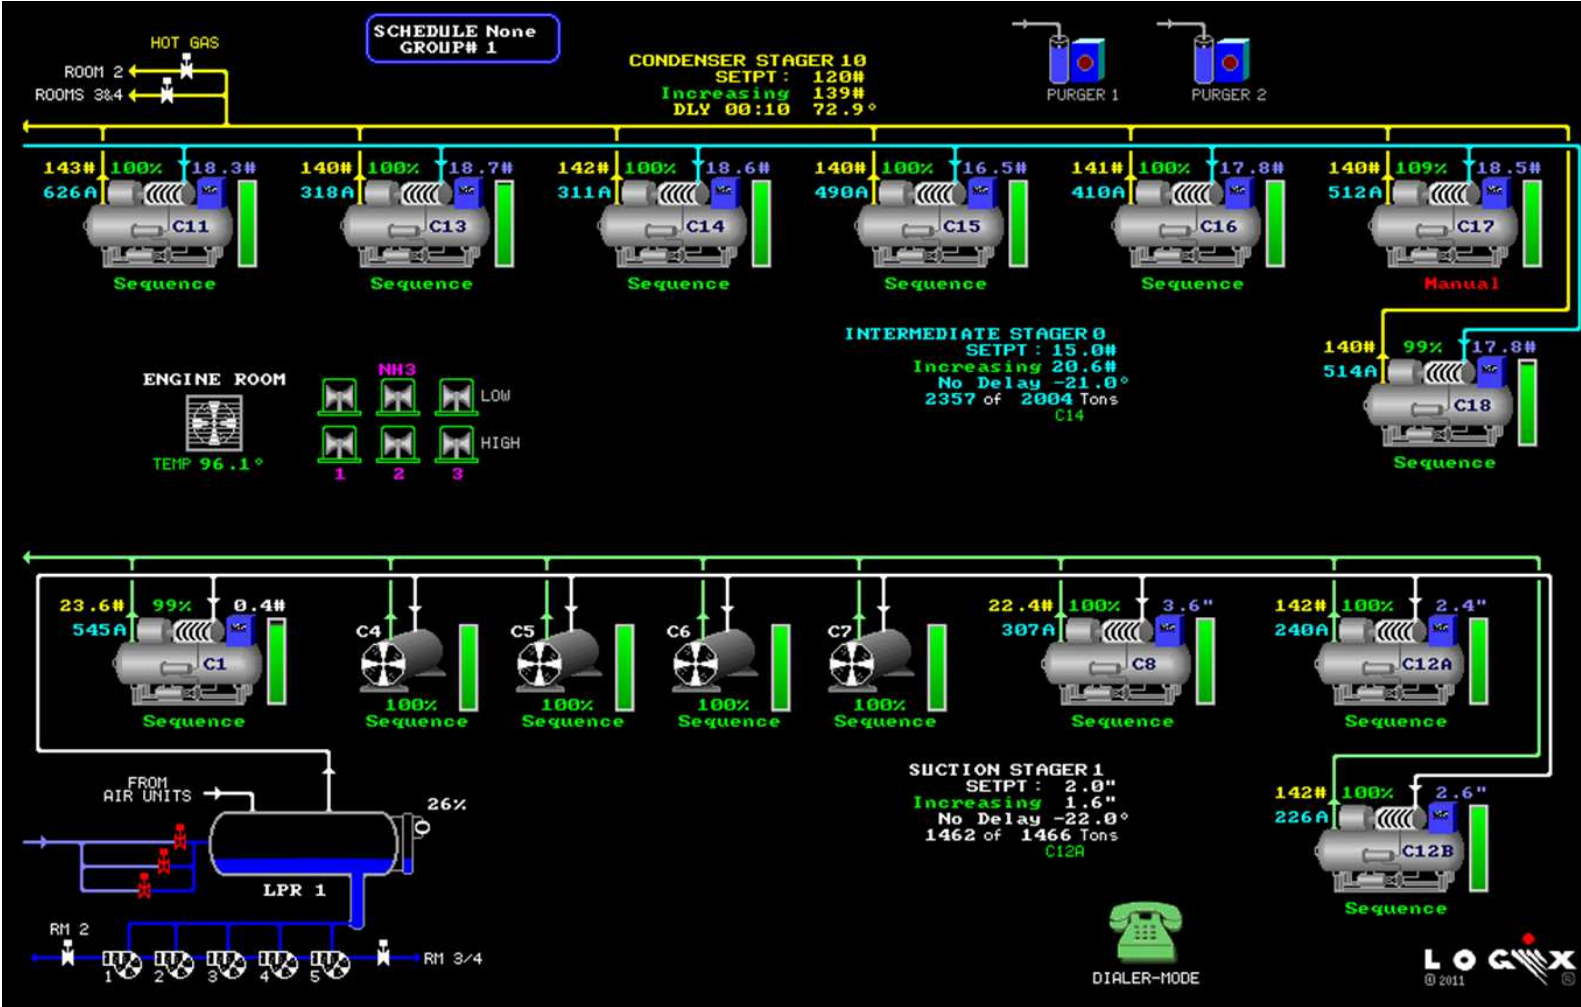 SCHEDULE None
GROUP# 1
HOT GAS
ROOM 2
ROOMS 3&4
CONDENSER STAGER 10
SETPT: 120#
Increasing 139#
DLY 00:10 72.9°
PURGER 1
PURGER 2
143# 100% 18.3#
626A
C11
Sequence
140# 100% 18.7#
318A
C13
Sequence
142# 100% 18.6#
311A
C14
Sequence
140# 100% 16.5#
490A
C15
Sequence
141# 100% 17.8#
410A
C16
Sequence
140# 109% 18.5#
512A
C17
Manual
140# 99% 17.8#
514A
C18
Sequence
INTERMEDIATE STAGER 0
SETPT: 15.0#
Increasing 20.6#
No Delay -21.0°
2357 of 2004 Tons
C14
ENGINE ROOM
TEMP 96.1°
NH3
LOW
HIGH
1 2 3
23.6# 99% 0.4#
545A
C1
Sequence
C4
100%
Sequence
C5
100%
Sequence
C6
100%
Sequence
C7
100%
Sequence
22.4# 100% 3.6"
307A
C8
Sequence
142# 100% 2.4"
240A
C12A
Sequence
142# 100% 2.6"
226A
C12B
Sequence
SUCTION STAGER 1
SETPT: 2.0"
Increasing 1.6"
No Delay -22.0°
1462 of 1466 Tons
C12A
FROM
AIR UNITS
26%
LPR 1
RM 2
RM 3/4
1 2 3 4 5
DIALER-MODE
LOGIX
© 2011
®